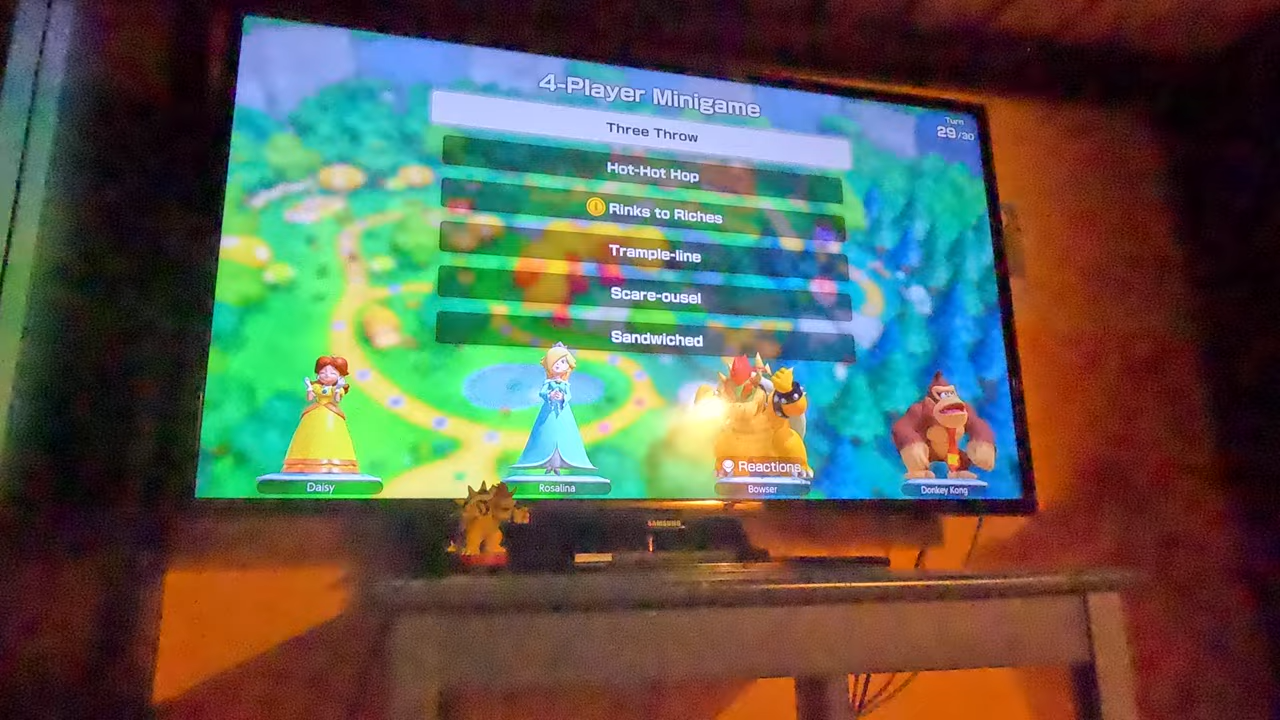 4-Player Minigame
Turn
29/30
Three Throw
Hot-Hot Hop
Rinks to Riches
Trample-line
Scare-ousel
Sandwiched
Reactions
Daisy
Rosalina
Bowser
Donkey Kong
SAMSUNG